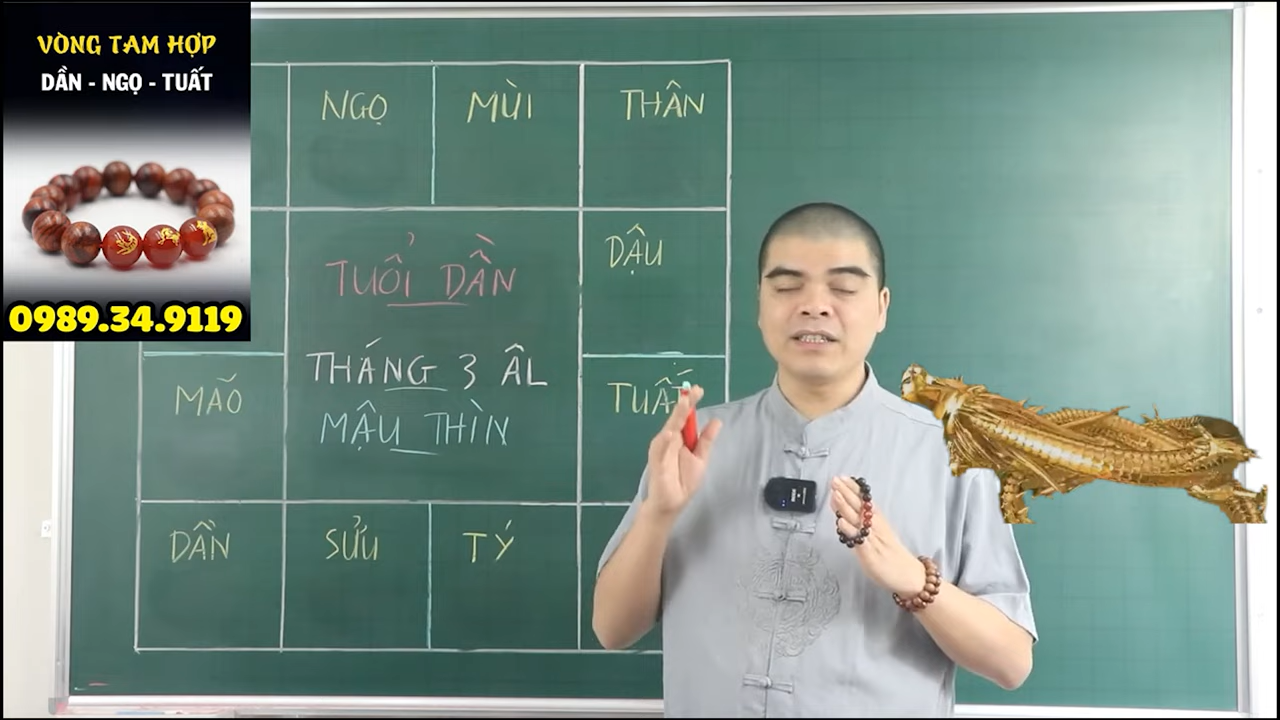 VÒNG TAM HỢP
DẦN - NGỌ - TUẤT
0989.34.9119
NGỌ
MÙI
THÂN
TUỔI DẦN
DẬU
THÁNG 3 ÂL
MẬU THÌN
MÃO
DẦN
SỬU
TÝ